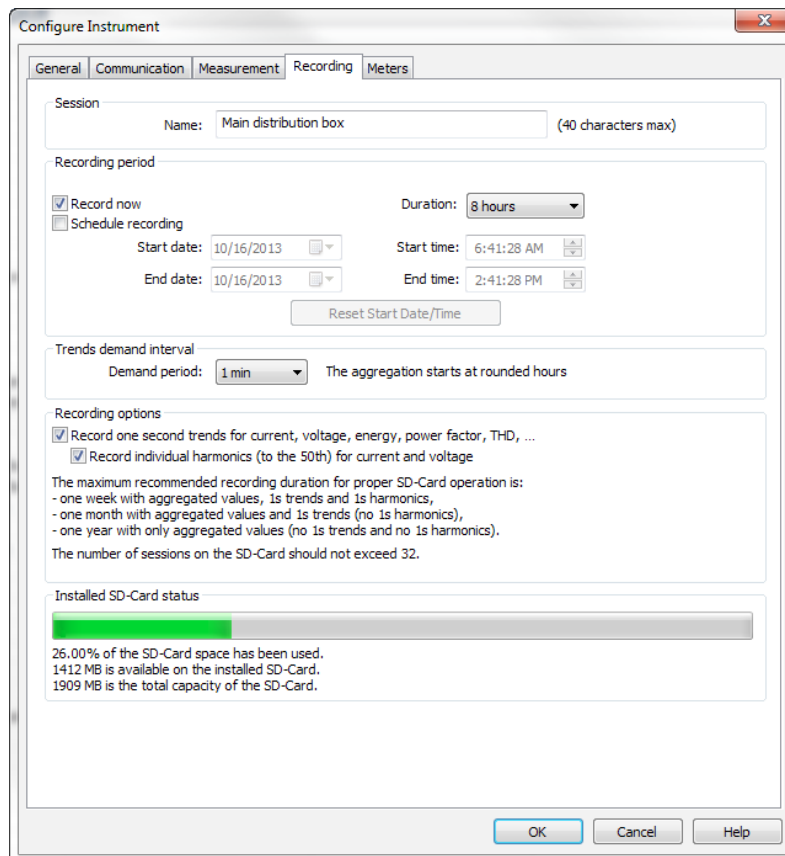 Configure Instrument
General Communication Measurement Recording Meters
Session
Name: Main distribution box (40 characters max)
Recording period
Record now Duration: 8 hours
Schedule recording
Start date: 10/16/2013 Start time: 6:41:28 AM
End date: 10/16/2013 End time: 2:41:28 PM
Reset Start Date/Time
Trends demand interval
Demand period: 1 min The aggregation starts at rounded hours
Recording options
Record one second trends for current, voltage, energy, power factor, THD, ...
Record individual harmonics (to the 50th) for current and voltage
The maximum recommended recording duration for proper SD-Card operation is:
- one week with aggregated values, 1s trends and 1s harmonics,
- one month with aggregated values and 1s trends (no 1s harmonics),
- one year with only aggregated values (no 1s trends and no 1s harmonics).
The number of sessions on the SD-Card should not exceed 32.
Installed SD-Card status
26.00% of the SD-Card space has been used.
1412 MB is available on the installed SD-Card.
1909 MB is the total capacity of the SD-Card.
OK Cancel Help